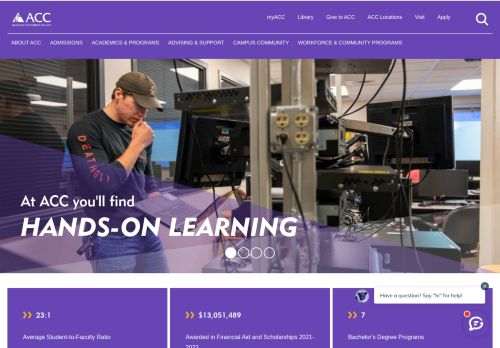 ACC
myACC Library Give to ACC ACC Locations Visit Apply
ABOUT ACC ADMISSIONS ACADEMICS & PROGRAMS ADVISING & SUPPORT CAMPUS COMMUNITY WORKFORCE & COMMUNITY PROGRAMS
At ACC you'll find
HANDS-ON LEARNING
Have a question? Say "hi" for help!
23:1
Average Student-to-Faculty Ratio
$13,051,489
Awarded in Financial Aid and Scholarships 2021-
2022
7
Bachelor's Degree Programs